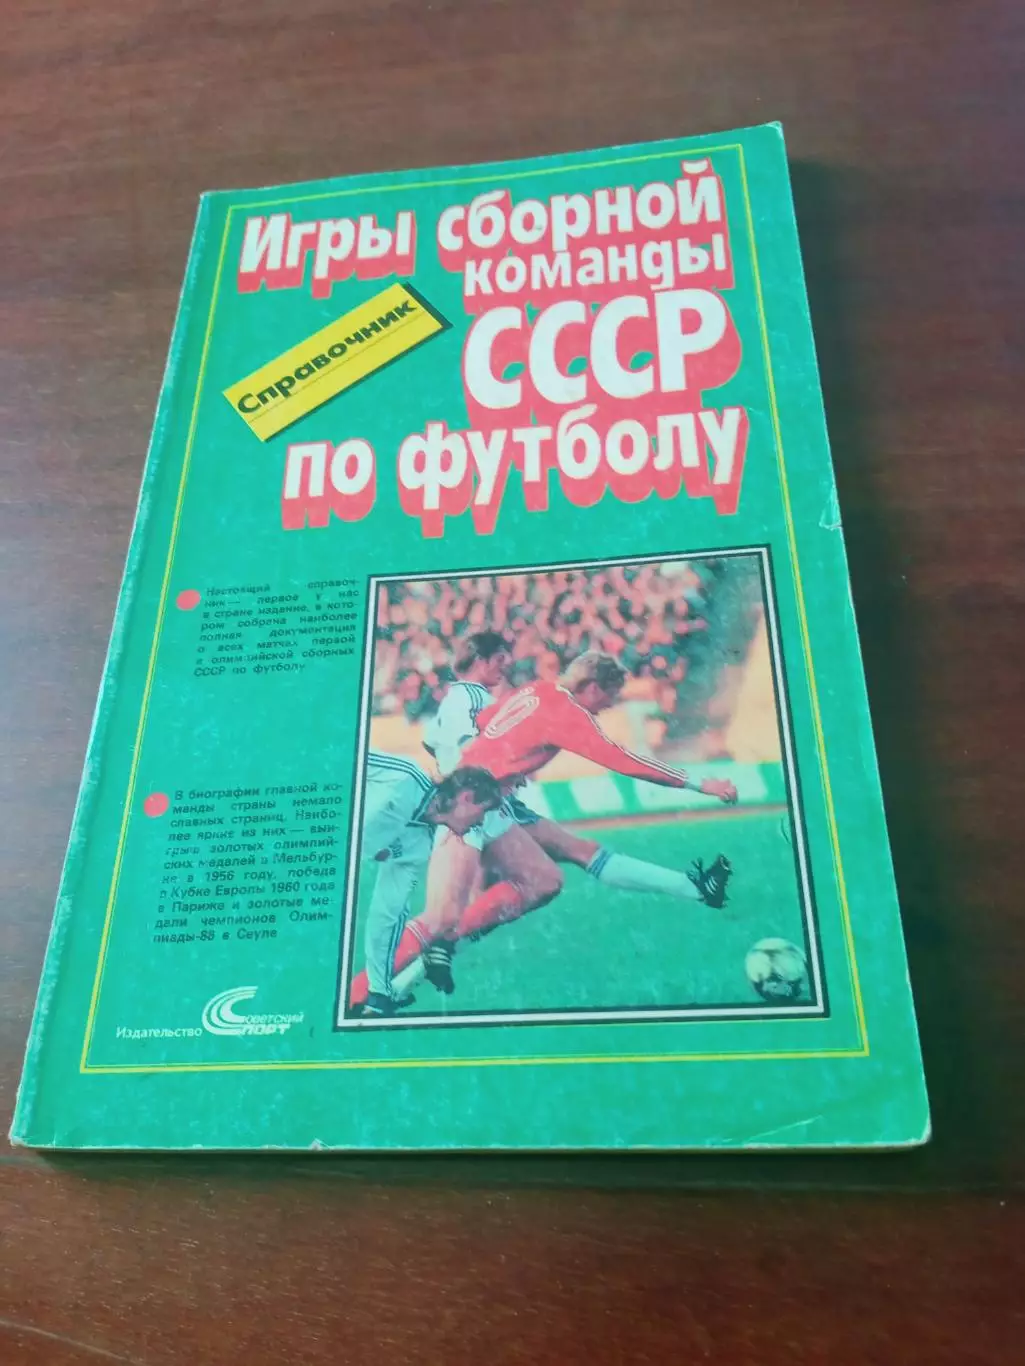 Игры сборной
команды
СССР
по футболу
Справочник
Настоящий справоч-
ник — первое у нас
в стране издание, в кото-
ром собрана наиболее
полная документация
о всех матчах первой
и олимпийской сборных
СССР по футболу
В биографии главной ко-
манды страны немало
славных страниц. Наибо-
лее яркие из них — выиг-
грыш золотых олимпий-
ских медалей в Мельбур-
не в 1956 году, победа
в Кубке Европы 1960 года
в Париже и золотые ме-
дали чемпионов Олим-
пиады-88 в Сеуле
Издательство Советский
Спорт
10